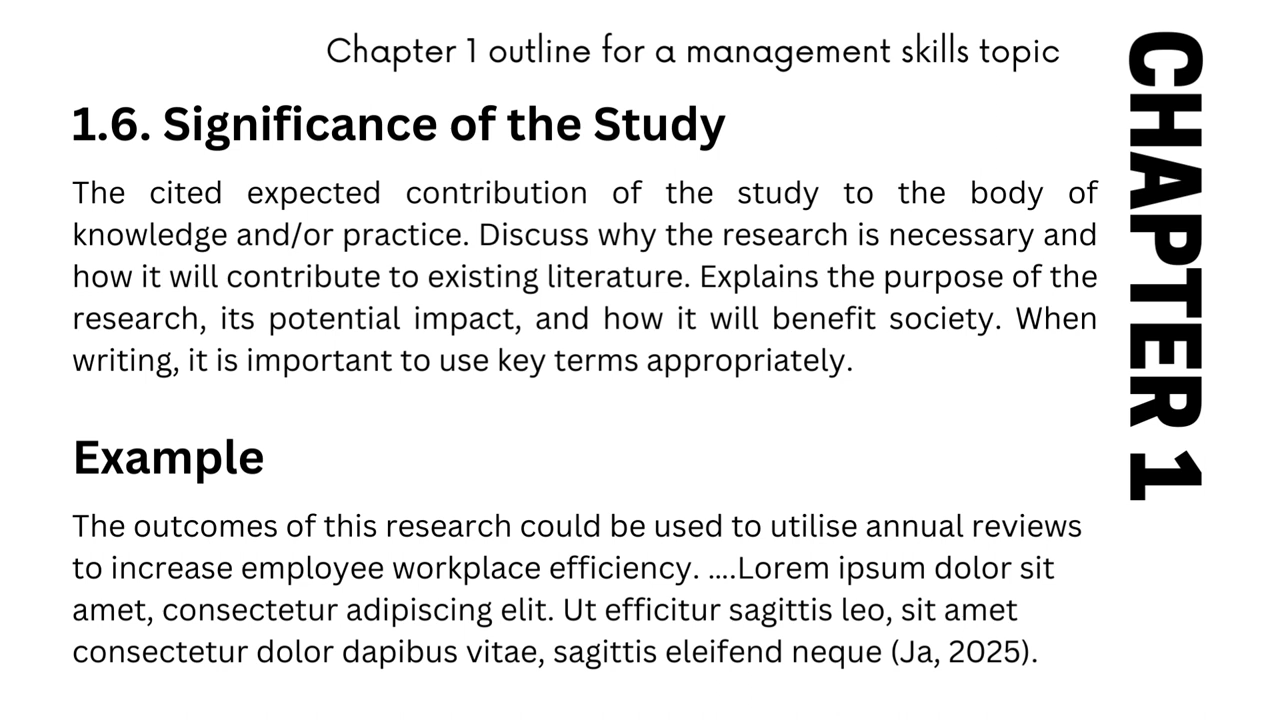 Chapter 1 outline for a management skills topic
1.6. Significance of the Study
The cited expected contribution of the study to the body of
knowledge and/or practice. Discuss why the research is necessary and
how it will contribute to existing literature. Explains the purpose of the
research, its potential impact, and how it will benefit society. When
writing, it is important to use key terms appropriately.
Example
The outcomes of this research could be used to utilise annual reviews
to increase employee workplace efficiency. ....Lorem ipsum dolor sit
amet, consectetur adipiscing elit. Ut efficitur sagittis leo, sit amet
consectetur dolor dapibus vitae, sagittis eleifend neque (Ja, 2025).
CHAPTER 1